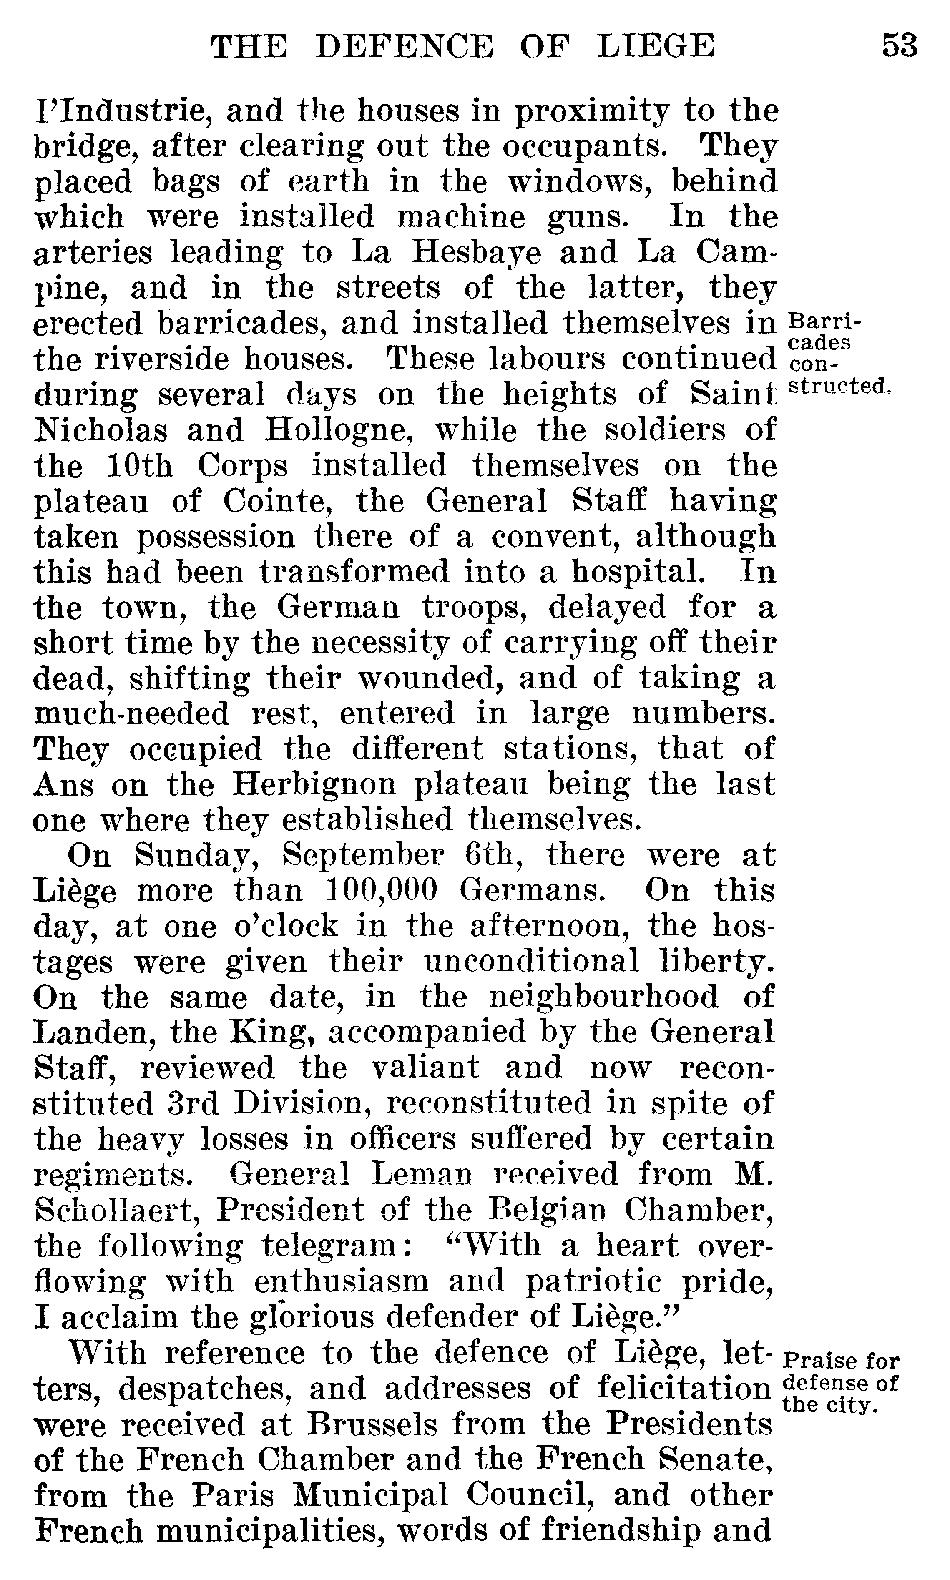 THE DEFENCE OF LIEGE 53
l'Industrie, and the houses in proximity to the
bridge, after clearing out the occupants. They
placed bags of earth in the windows, behind
which were installed machine guns. In the
arteries leading to La Hesbaye and La Cam-
pine, and in the streets of the latter, they
erected barricades, and installed themselves in
the riverside houses. These labours continued
during several days on the heights of Saint
Nicholas and Hollogne, while the soldiers of
the 10th Corps installed themselves on the
plateau of Cointe, the General Staff having
taken possession there of a convent, although
this had been transformed into a hospital. In
the town, the German troops, delayed for a
short time by the necessity of carrying off their
dead, shifting their wounded, and of taking a
much-needed rest, entered in large numbers.
They occupied the different stations, that of
Ans on the Herbignon plateau being the last
one where they established themselves.
Barri-
cades
con-
structed.
On Sunday, September 6th, there were at
Liège more than 100,000 Germans. On this
day, at one o'clock in the afternoon, the hos-
tages were given their unconditional liberty.
On the same date, in the neighbourhood of
Landen, the King, accompanied by the General
Staff, reviewed the valiant and now recon-
stituted 3rd Division, reconstituted in spite of
the heavy losses in officers suffered by certain
regiments. General Leman received from M.
Schollaert, President of the Belgian Chamber,
the following telegram: "With a heart over-
flowing with enthusiasm and patriotic pride,
I acclaim the glorious defender of Liège."
With reference to the defence of Liège, let-
ters, despatches, and addresses of felicitation
were received at Brussels from the Presidents
of the French Chamber and the French Senate,
from the Paris Municipal Council, and other
French municipalities, words of friendship and
Praise for
defense of
the city.